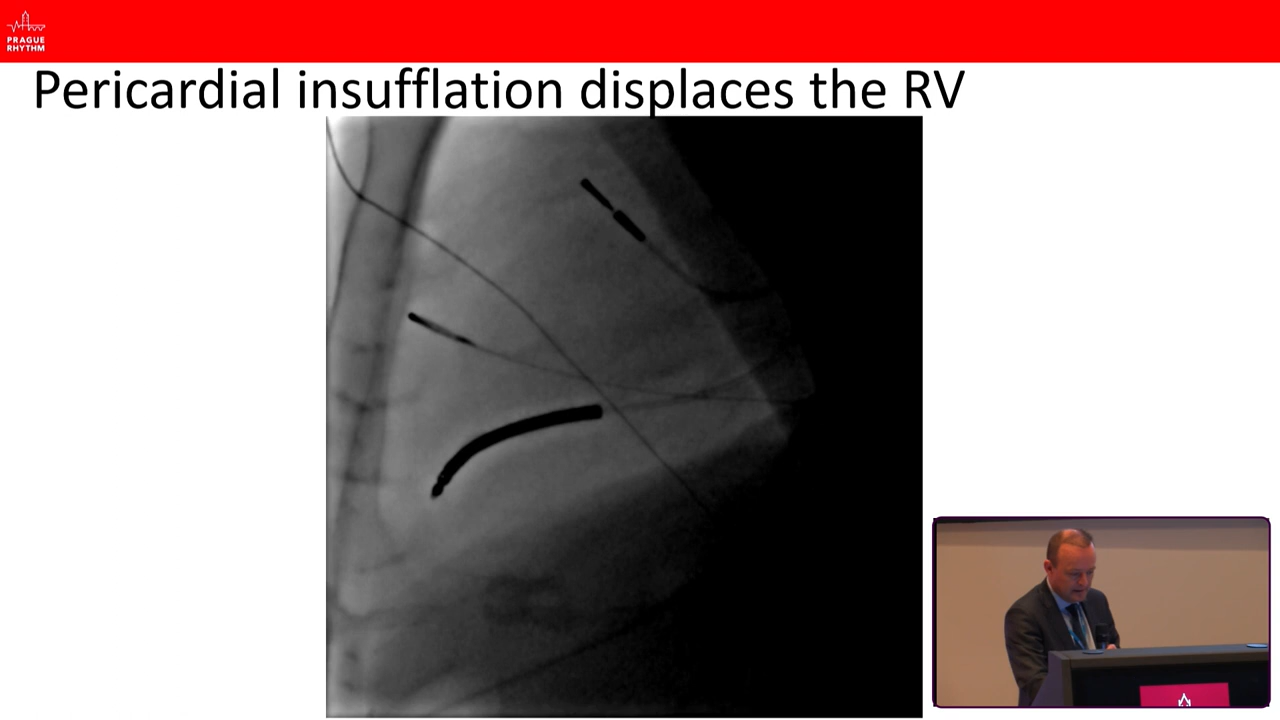 PRAGUE
RHYTHM
Pericardial insufflation displaces the RV